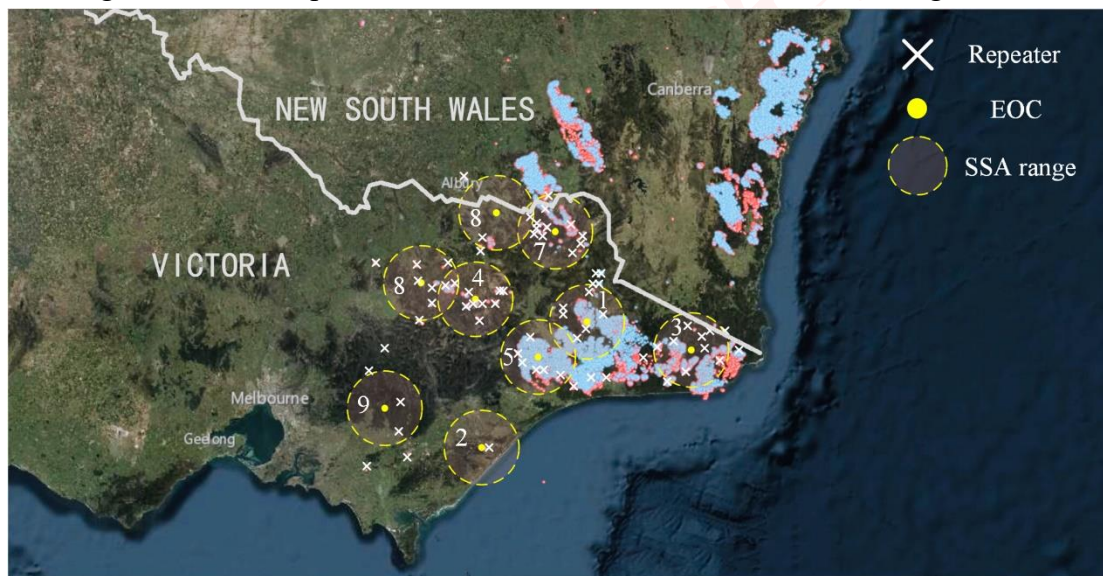 Repeater
Canberra
NEW SOUTH WALES
EOC
SSA range
Albury
8
7
VICTORIA
8
4
1
3
5
Melbourne
9
2
Geelong